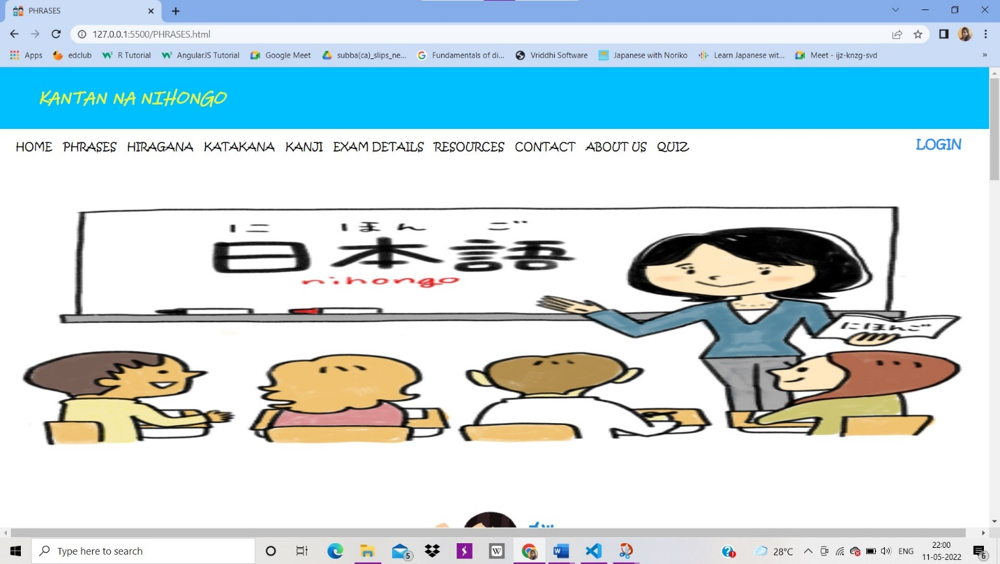 PHRASES
127.0.0.1:5500/PHRASES.html
Apps edclub R Tutorial AngularJS Tutorial Google Meet subba(ca)_slips_ne... Fundamentals of di... Vriddhi Software Japanese with Noriko Learn Japanese wit... Meet - ijz-knzg-svd »
KANTAN NA NIHONGO
HOME PHRASES HIRAGANA KATAKANA KANJI EXAM DETAILS RESOURCES CONTACT ABOUT US QUIZ LOGIN
に ほん ご
日本語
nihongo
にほんご
Type here to search 5 W W 28°C ENG 22:00
11-05-2022 6